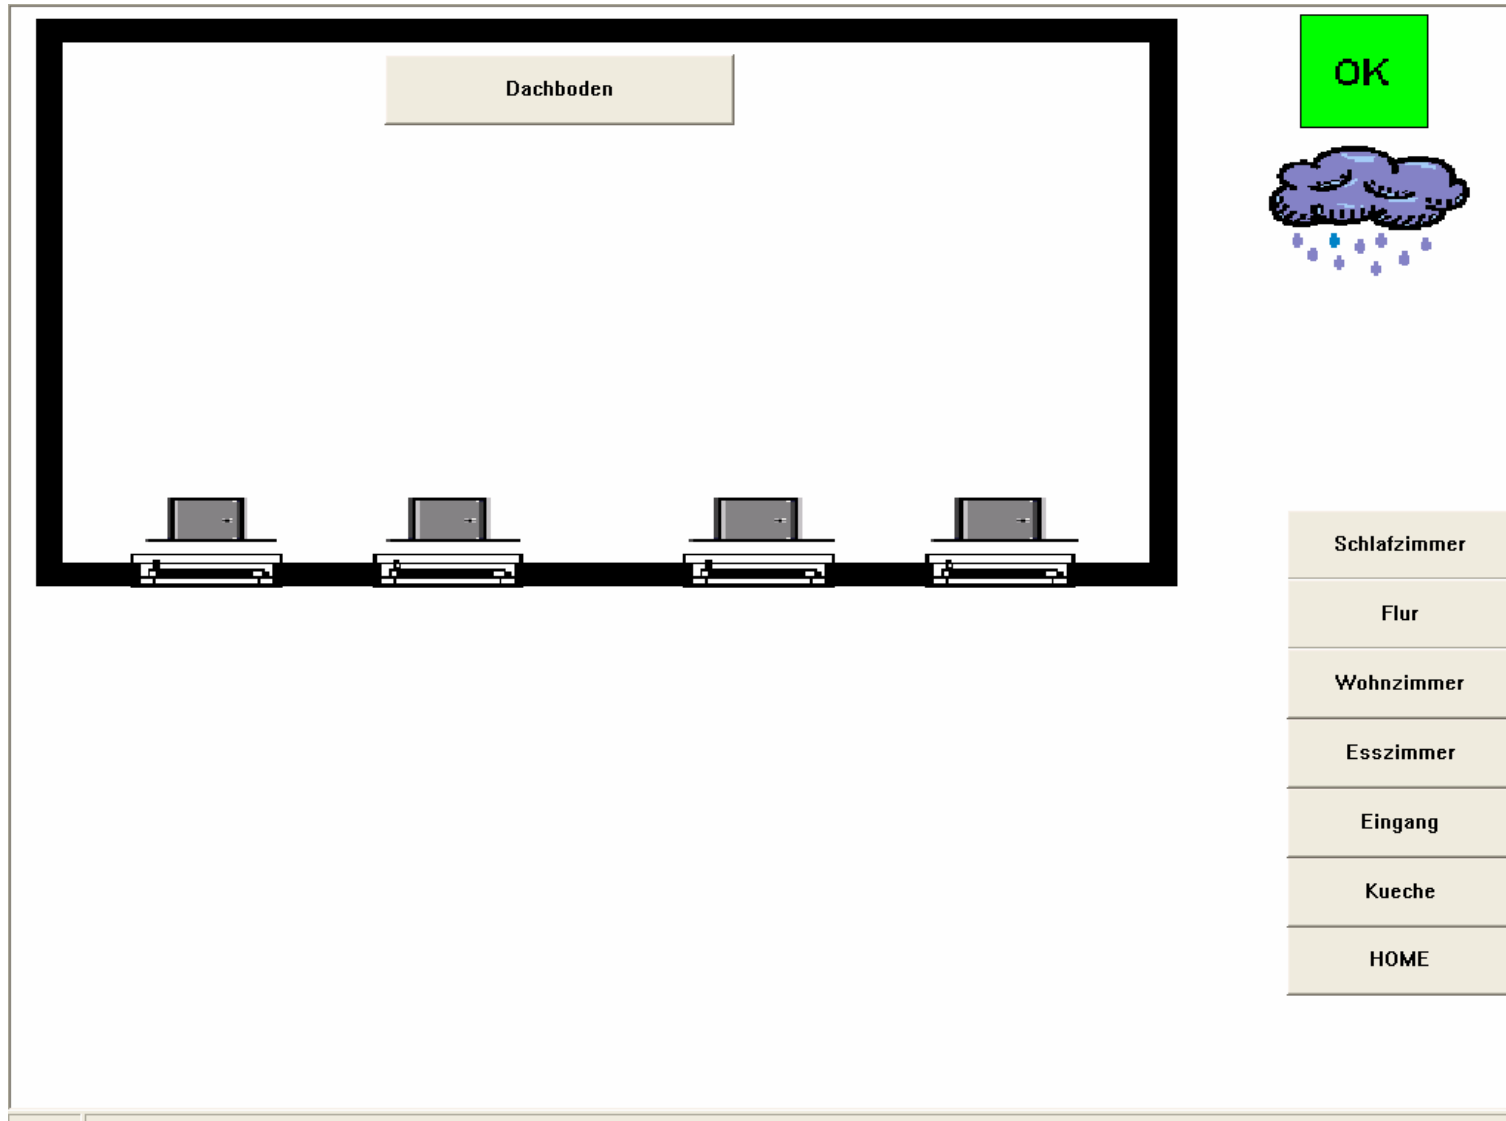 Dachboden
OK
Schlafzimmer
Flur
Wohnzimmer
Esszimmer
Eingang
Kueche
HOME